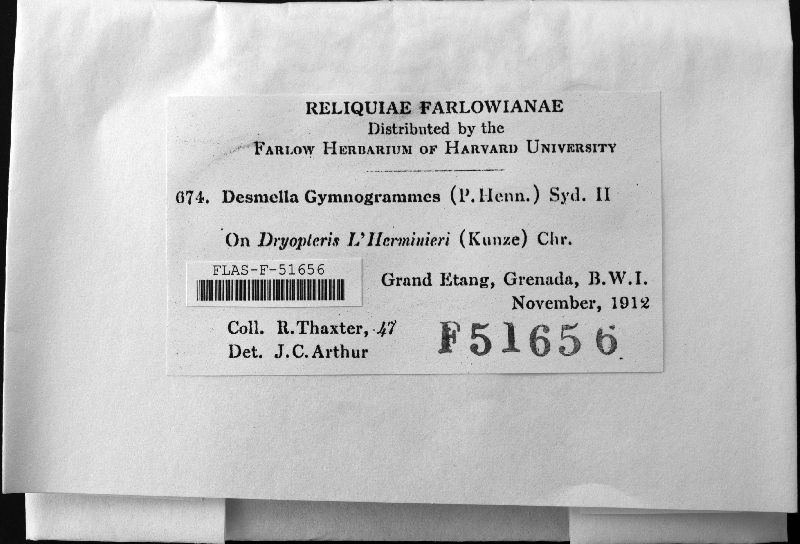 RELIQUIAE FARLOWIANAE
Distributed by the
FARLOW HERBARIUM OF HARVARD UNIVERSITY
674. Desmella Gymnogrammes (P. Henn.) Syd. II
On Dryopteris L'Herminieri (Kunze) Chr.
FLAS-F-51656
Grand Etang, Grenada, B.W.I.
November, 1912
Coll. R. Thaxter, 47
Det. J.C. Arthur
F51656